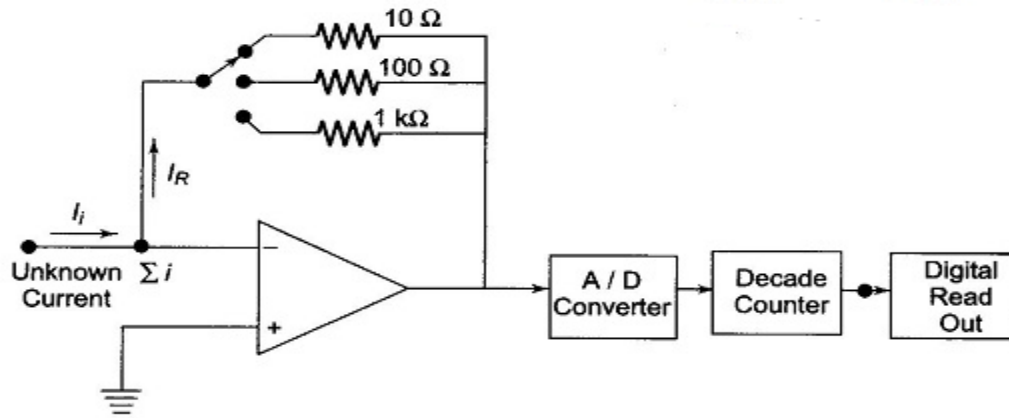 10 Ω
100 Ω
1 kΩ
I_R
I_i
Unknown
Current
Σ i
−
+
A / D
Converter
Decade
Counter
Digital
Read
Out